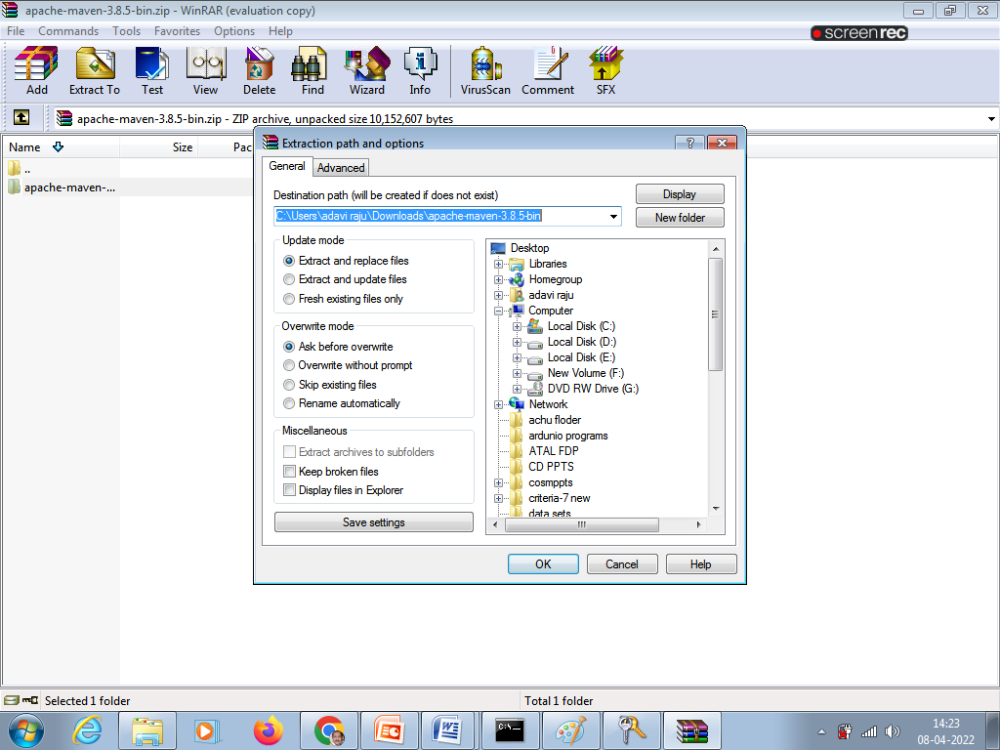 apache-maven-3.8.5-bin.zip - WinRAR (evaluation copy)
File Commands Tools Favorites Options Help
screenrec
Add Extract To Test View Delete Find Wizard Info VirusScan Comment SFX
apache-maven-3.8.5-bin.zip - ZIP archive, unpacked size 10,152,607 bytes
Name Size Pac
..
apache-maven-...
Extraction path and options
General Advanced
Destination path (will be created if does not exist)
C:\Users\adavi raju\Downloads\apache-maven-3.8.5-bin
Display
New folder
Update mode
Extract and replace files
Extract and update files
Fresh existing files only
Overwrite mode
Ask before overwrite
Overwrite without prompt
Skip existing files
Rename automatically
Miscellaneous
Extract archives to subfolders
Keep broken files
Display files in Explorer
Save settings
Desktop
Libraries
Homegroup
adavi raju
Computer
Local Disk (C:)
Local Disk (D:)
Local Disk (E:)
New Volume (F:)
DVD RW Drive (G:)
Network
achu floder
ardunio programs
ATAL FDP
CD PPTS
cosmppts
criteria-7 new
data sets
OK Cancel Help
Selected 1 folder
Total 1 folder
14:23
08-04-2022